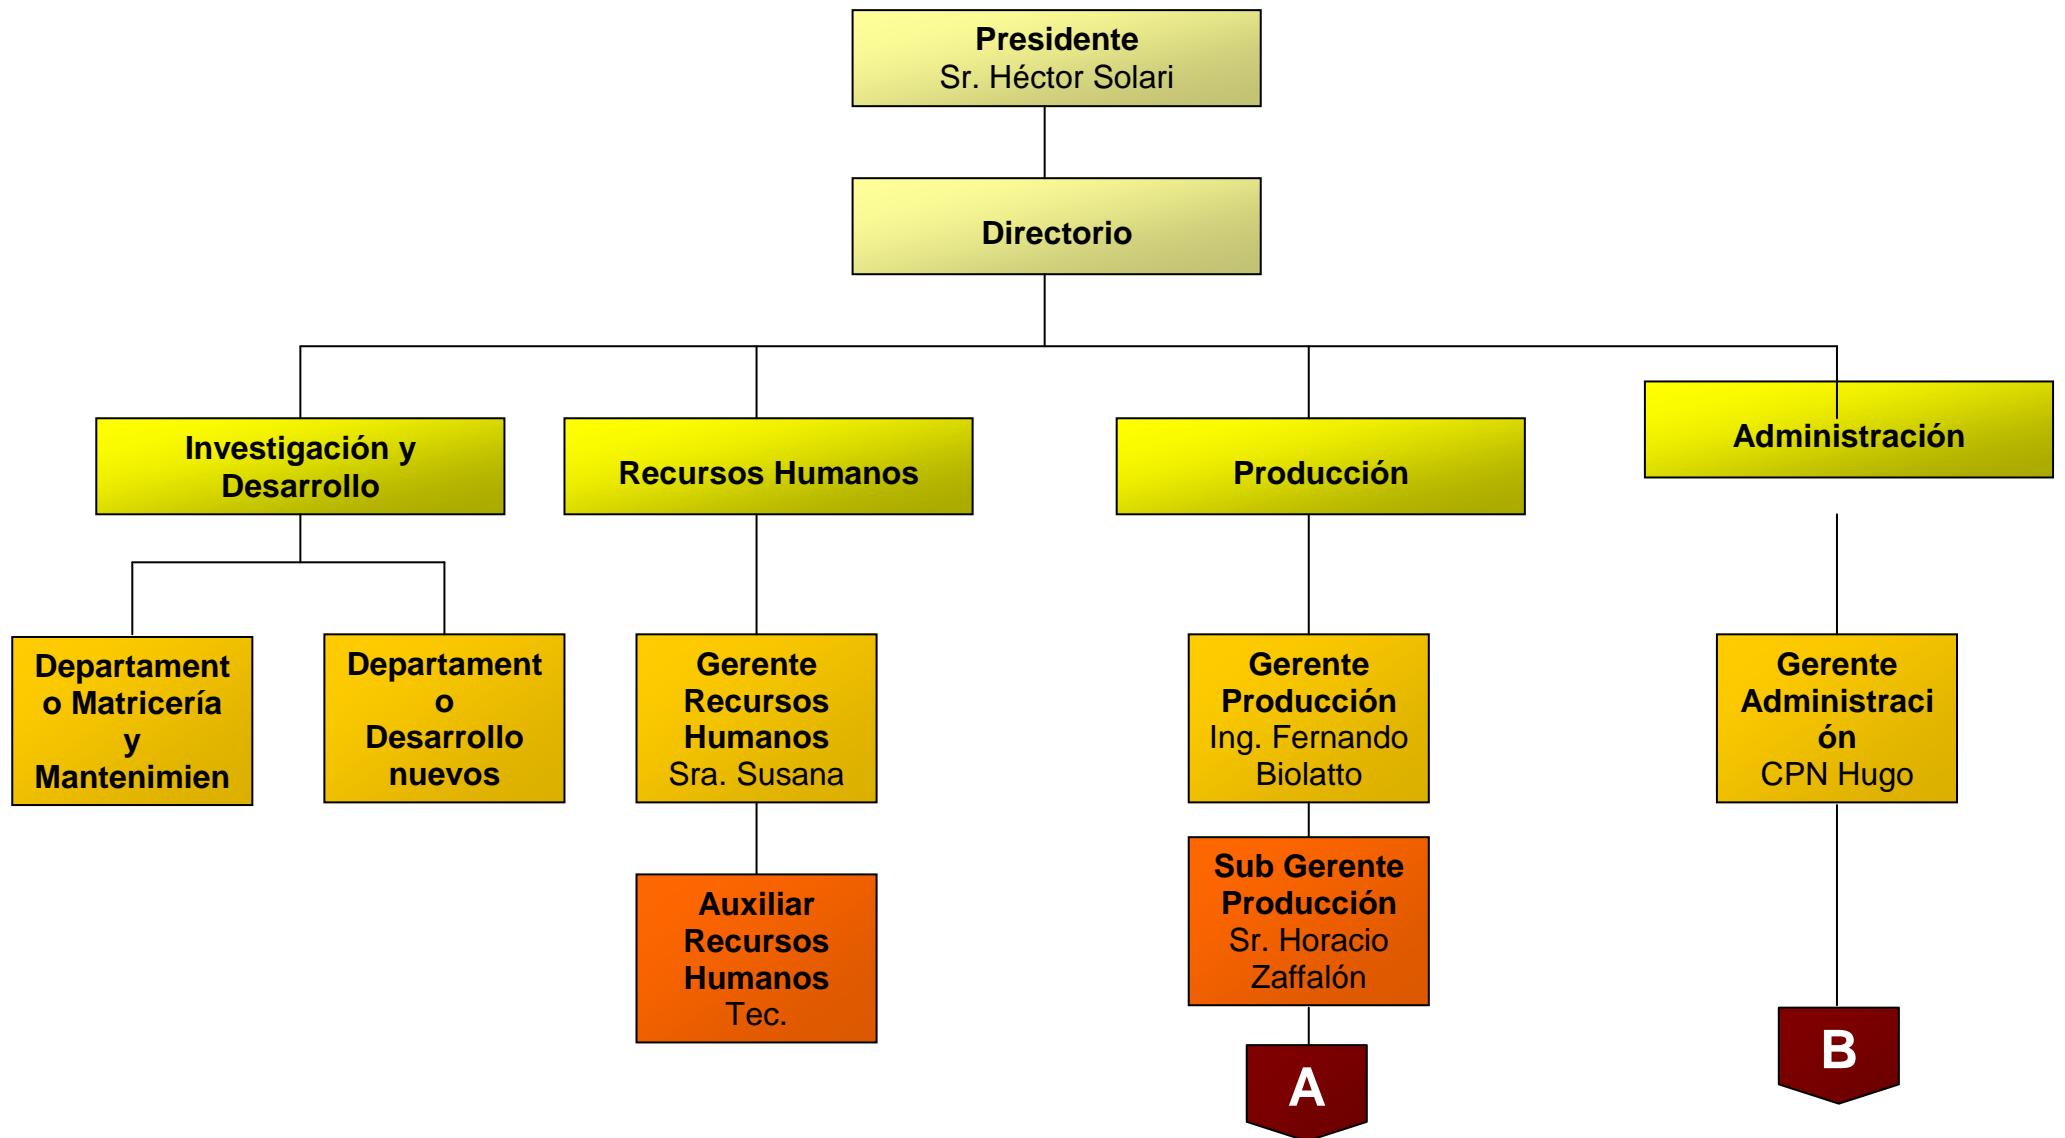 Presidente
Sr. Héctor Solari
Directorio
Investigación y
Desarrollo
Recursos Humanos
Producción
Administración
Departament
o Matricería
y
Mantenimien
Departament
o
Desarrollo
nuevos
Gerente
Recursos
Humanos
Sra. Susana
Gerente
Producción
Ing. Fernando
Biolatto
Gerente
Administraci
ón
CPN Hugo
Auxiliar
Recursos
Humanos
Tec.
Sub Gerente
Producción
Sr. Horacio
Zaffalón
A
B